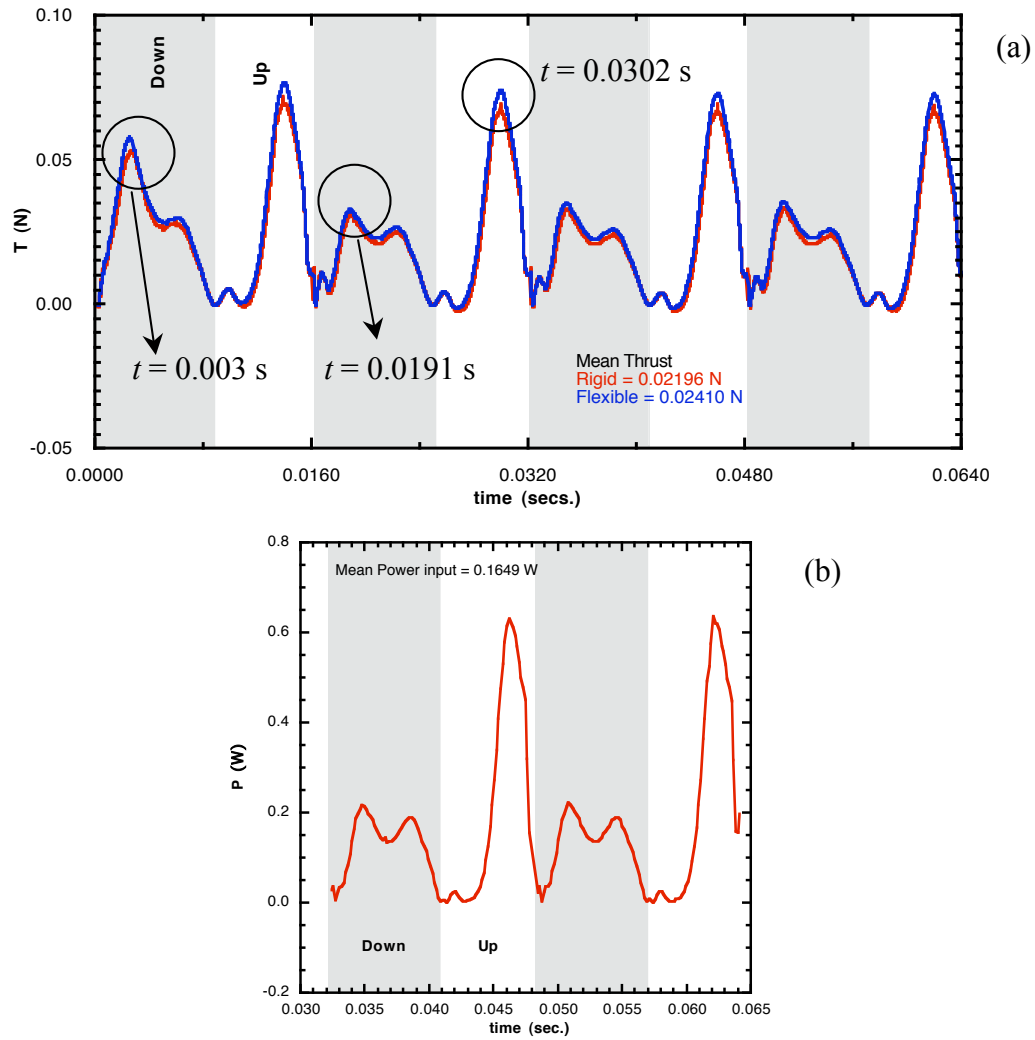 (a)
0.10
0.05
0.00
-0.05
T (N)
Down
Up
t = 0.0302 s
t = 0.003 s
t = 0.0191 s
Mean Thrust
Rigid = 0.02196 N
Flexible = 0.02410 N
0.0000 0.0160 0.0320 0.0480 0.0640
time (secs.)
(b)
0.8
0.6
0.4
0.2
0.0
-0.2
P (W)
Mean Power input = 0.1649 W
Down Up
0.030 0.035 0.040 0.045 0.050 0.055 0.060 0.065
time (sec.)